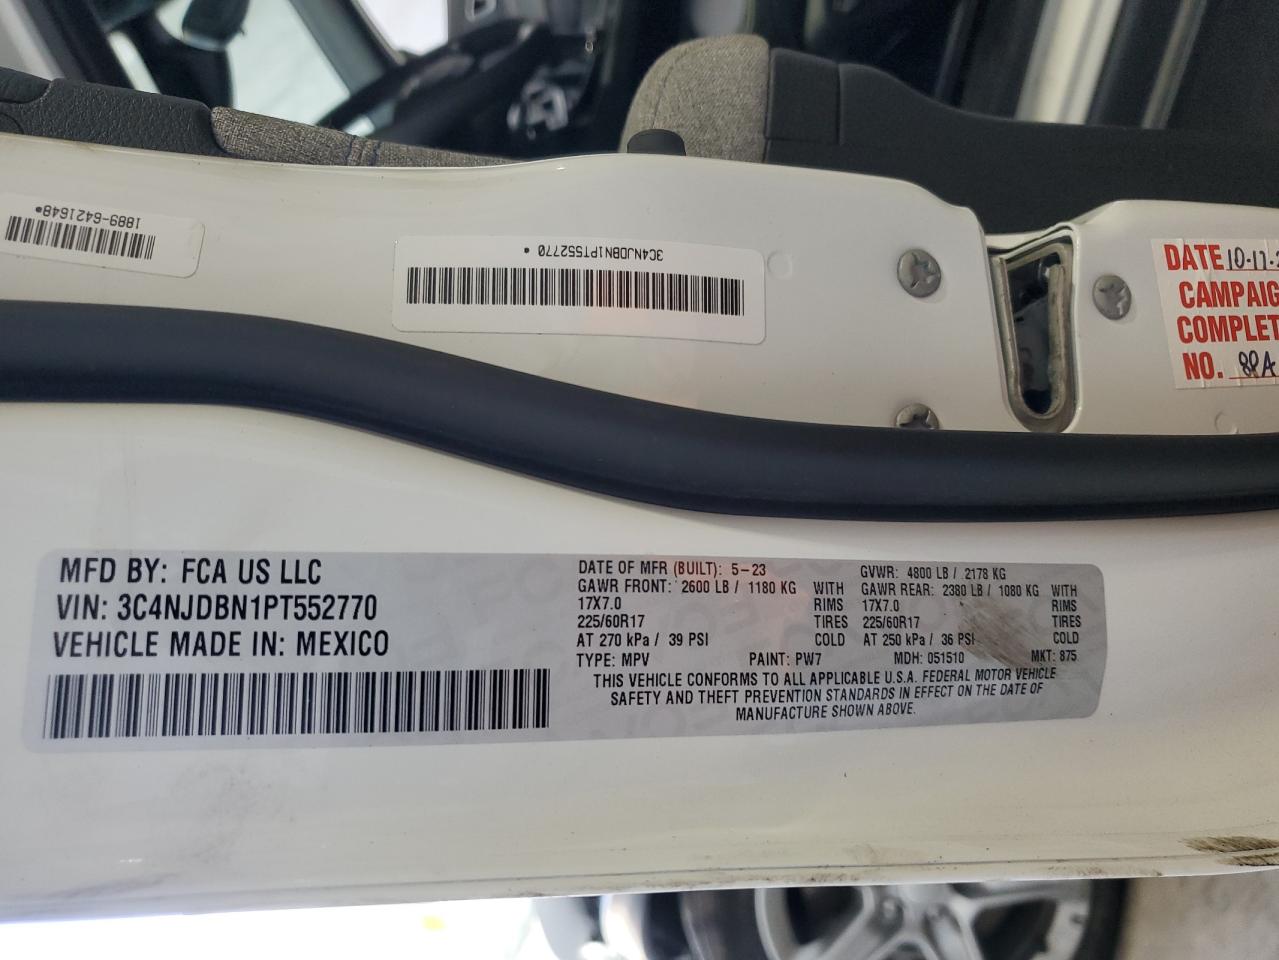 1889-6421648*
3C4NJDBN1PT552770 *
DATE 10-17-2
CAMPAIG
COMPLET
NO. 89A
MFD BY: FCA US LLC
VIN: 3C4NJDBN1PT552770
VEHICLE MADE IN: MEXICO
DATE OF MFR (BUILT): 5-23 GVWR: 4800 LB / 2178 KG
GAWR FRONT: 2600 LB / 1180 KG WITH GAWR REAR: 2380 LB / 1080 KG WITH
17X7.0 RIMS 17X7.0 RIMS
225/60R17 TIRES 225/60R17 TIRES
AT 270 kPa / 39 PSI COLD AT 250 kPa / 36 PSI COLD
TYPE: MPV PAINT: PW7 MDH: 051510 MKT: 875
THIS VEHICLE CONFORMS TO ALL APPLICABLE U.S.A. FEDERAL MOTOR VEHICLE
SAFETY AND THEFT PREVENTION STANDARDS IN EFFECT ON THE DATE OF
MANUFACTURE SHOWN ABOVE.